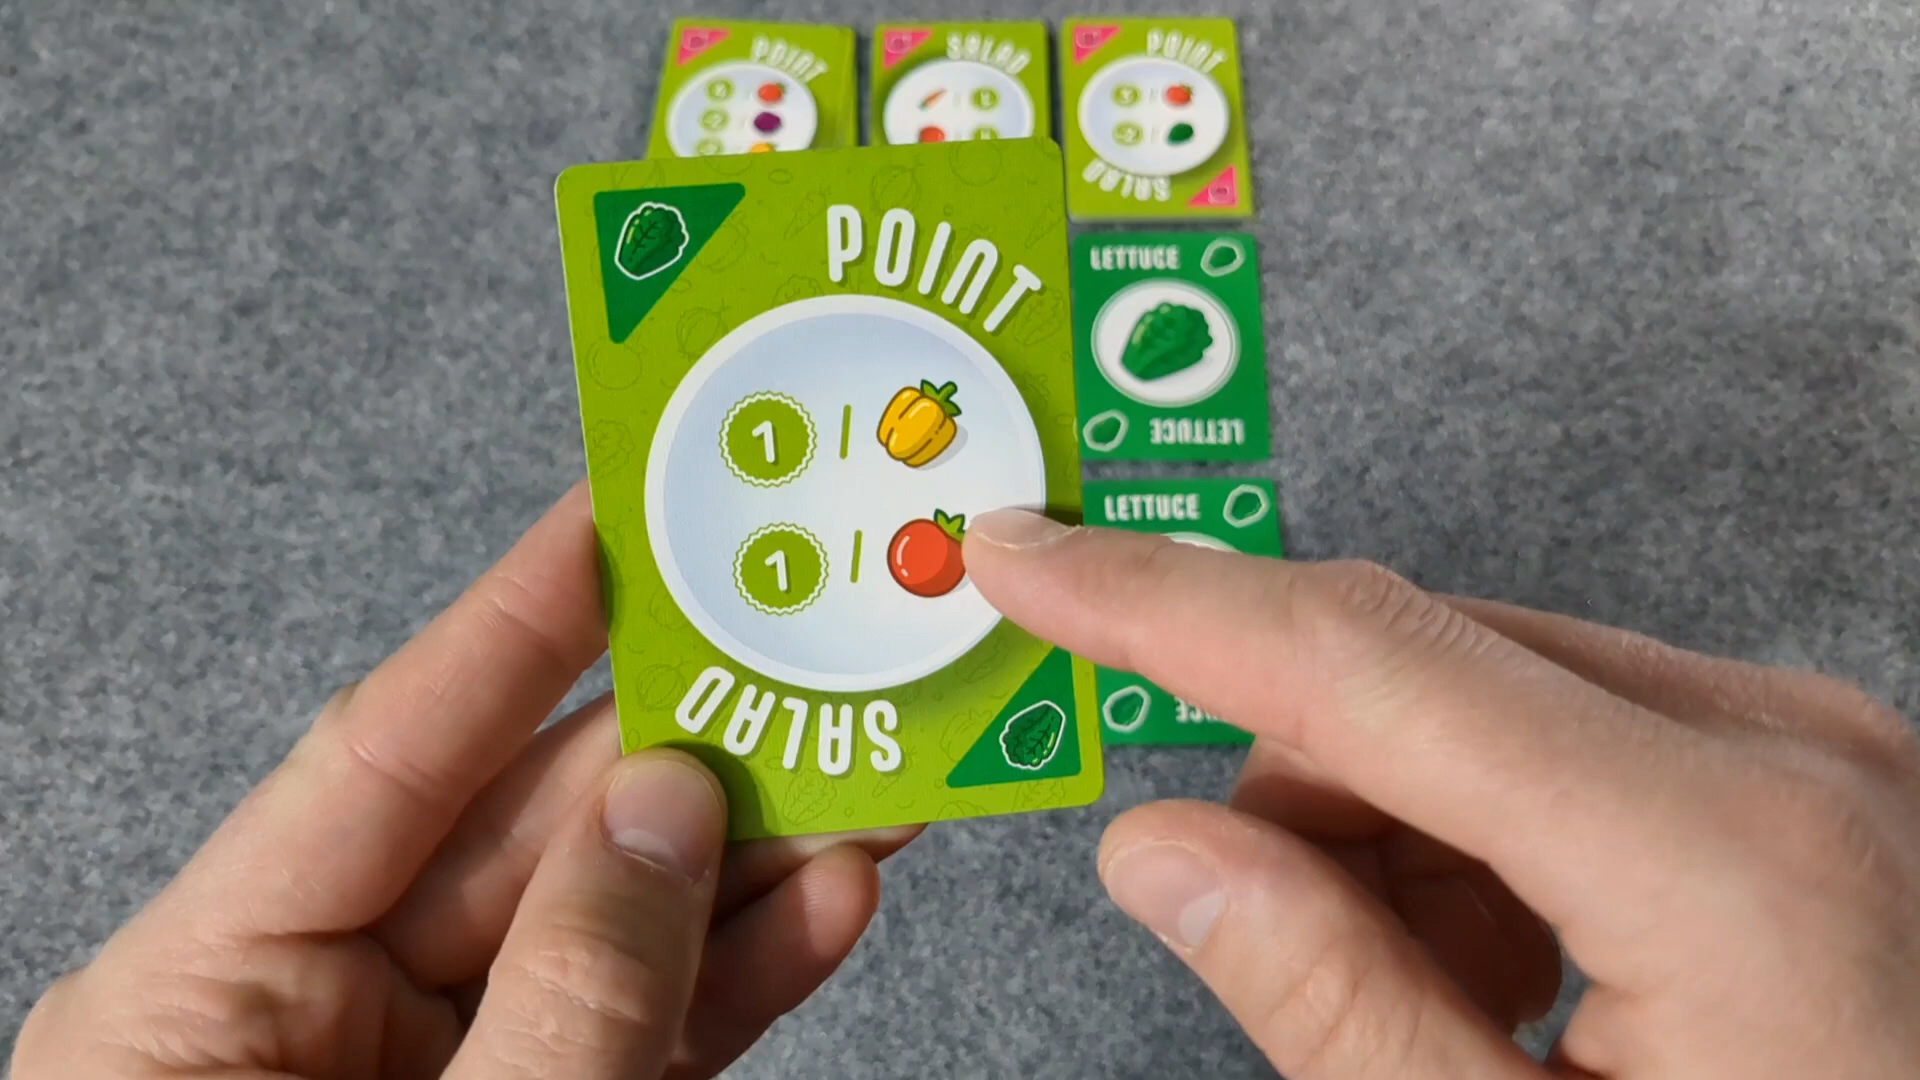 POINT
SALAD
POINT
SALAD
POINT
1 /
1 /
SALAD
LETTUCE
LETTUCE
LETTUCE